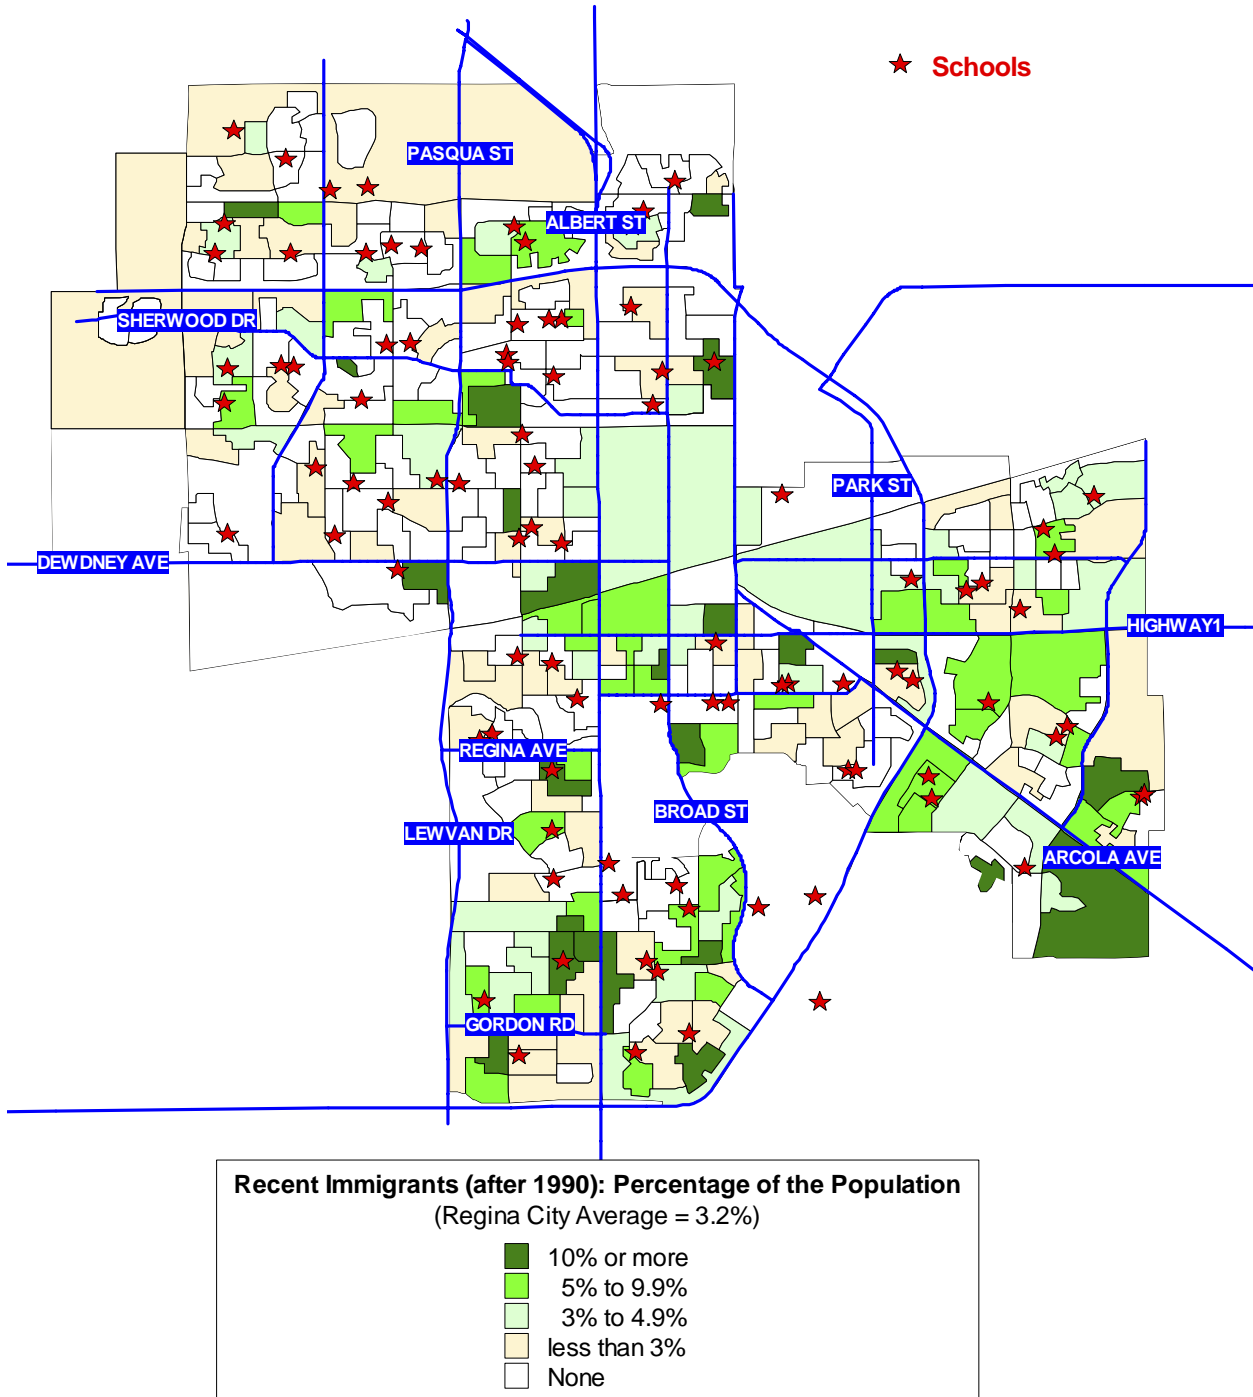 Schools
PASQUA ST
ALBERT ST
SHERWOOD DR
PARK ST
DEWDNEY AVE
HIGHWAY1
REGINA AVE
BROAD ST
LEWVAN DR
ARCOLA AVE
GORDON RD
Recent Immigrants (after 1990): Percentage of the Population
(Regina City Average = 3.2%)
10% or more
5% to 9.9%
3% to 4.9%
less than 3%
None